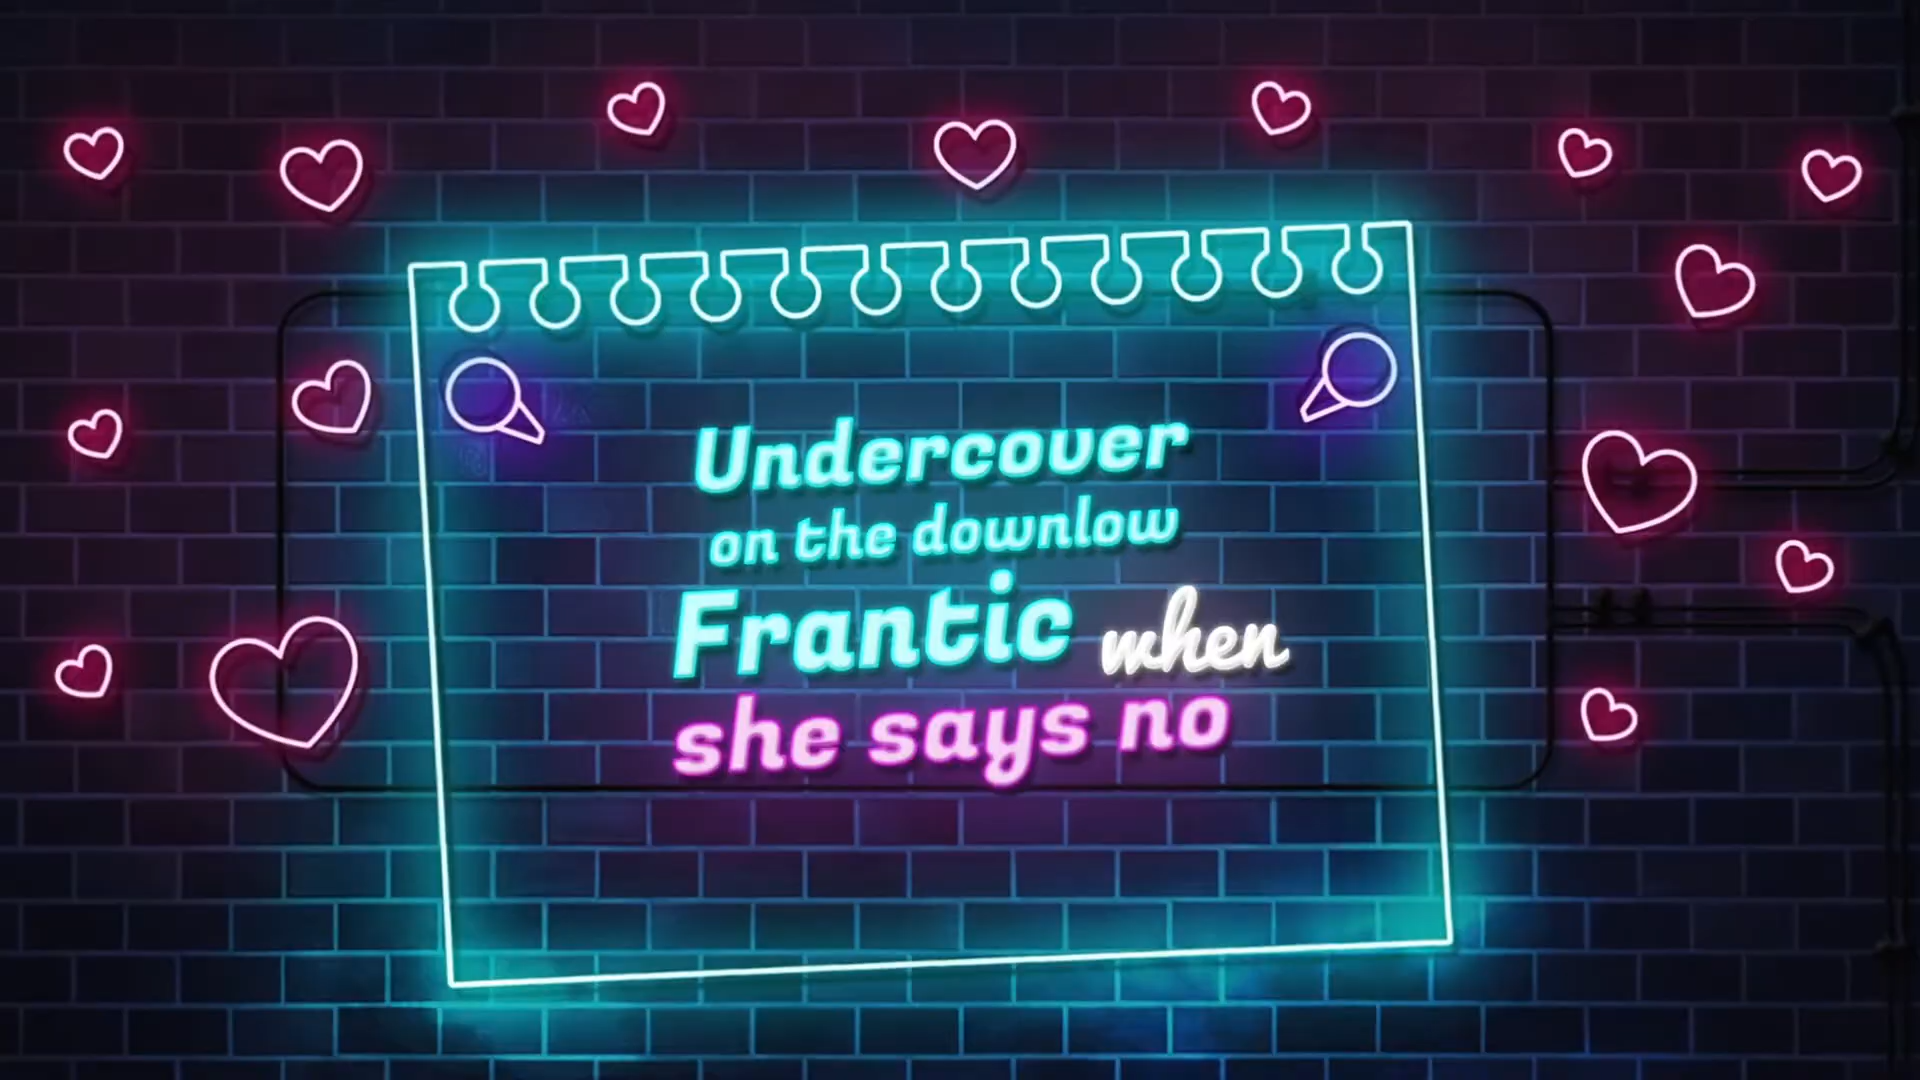 Undercover
on the downlow
Frantic when
she says no